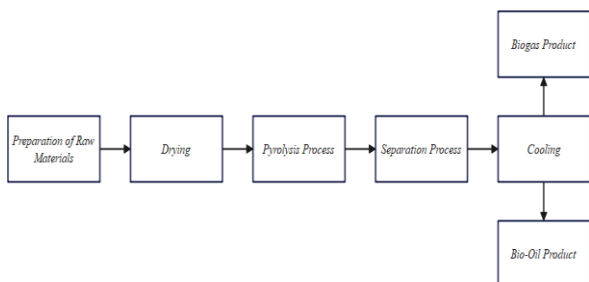 Biogas Product
Preparation of Raw
Materials
Drying
Pyrolysis Process
Separation Process
Cooling
Bio-Oil Product